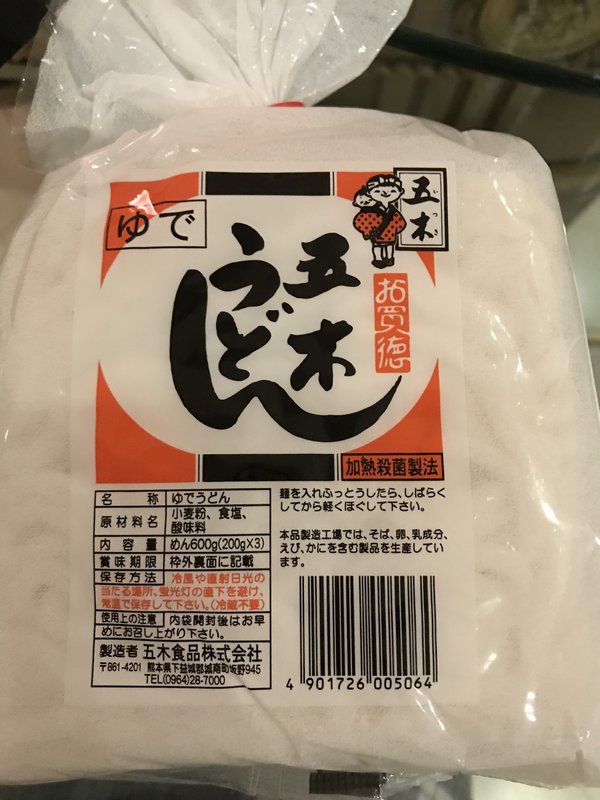 ゆで
五木
いつき
五木
うどん
お買徳
加熱殺菌製法
名 称 ゆでうどん
原材料名 小麦粉、食塩、
酸味料
内 容 量 めん600g(200g×3)
賞味期限 枠外裏面に記載
保存方法 冷風や直射日光の
当たる場所、蛍光灯の直下を避け、
常温で保存して下さい。(冷蔵不要)
使用上の注意 内袋開封後はお早
めにお召し上がり下さい。
製造者 五木食品株式会社
〒861-4201 熊本県下益城郡城南町坂野945
TEL(0964)28-7000
麺を入れふっとうしたら、しばらく
してから軽くほぐして下さい。
本品製造工場では、そば、卵、乳成分、
えび、かにを含む製品を生産してい
ます。
4 901726 005064